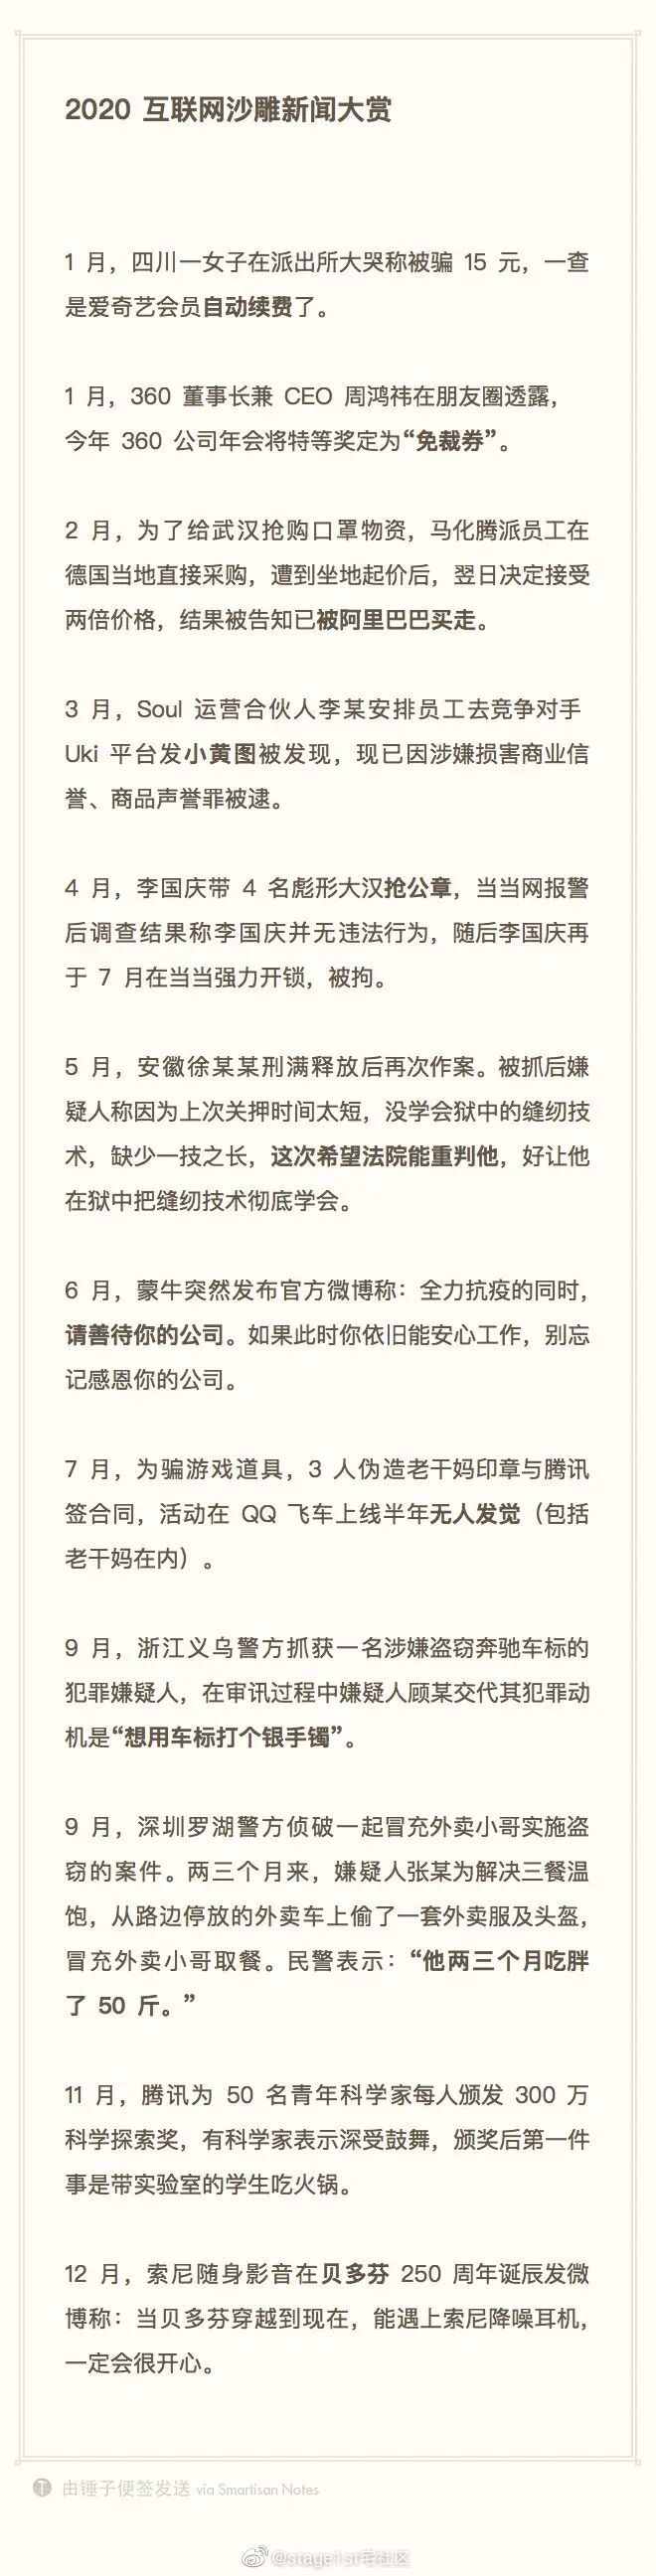 2020 互联网沙雕新闻大赏
1 月，四川一女子在派出所大哭称被骗 15 元，一查
是爱奇艺会员自动续费了。
1 月，360 董事长兼 CEO 周鸿祎在朋友圈透露，
今年 360 公司年会将特等奖定为“免裁券”。
2 月，为了给武汉抢购口罩物资，马化腾派员工在
德国当地直接采购，遭到坐地起价后，翌日决定接受
两倍价格，结果被告知已被阿里巴巴买走。
3 月，Soul 运营合伙人李某安排员工去竞争对手
Uki 平台发小黄图被发现，现已因涉嫌损害商业信
誉、商品声誉罪被逮。
4 月，李国庆带 4 名彪形大汉抢公章，当当网报警
后调查结果称李国庆并无违法行为，随后李国庆再
于 7 月在当当强力开锁，被拘。
5 月，安徽徐某某刑满释放后再次作案。被抓后嫌
疑人称因为上次关押时间太短，没学会狱中的缝纫技
术，缺少一技之长，这次希望法院能重判他，好让他
在狱中把缝纫技术彻底学会。
6 月，蒙牛突然发布官方微博称：全力抗疫的同时，
请善待你的公司。如果此时你依旧能安心工作，别忘
记感恩你的公司。
7 月，为骗游戏道具，3 人伪造老干妈印章与腾讯
签合同，活动在 QQ 飞车上线半年无人发觉（包括
老干妈在内）。
9 月，浙江义乌警方抓获一名涉嫌盗窃奔驰车标的
犯罪嫌疑人，在审讯过程中嫌疑人顾某交代其犯罪动
机是“想用车标打个银手镯”。
9 月，深圳罗湖警方侦破一起冒充外卖小哥实施盗
窃的案件。两三个月来，嫌疑人张某为解决三餐温
饱，从路边停放的外卖车上偷了一套外卖服及头盔，
冒充外卖小哥取餐。民警表示：“他两三个月吃胖
了 50 斤。”
11 月，腾讯为 50 名青年科学家每人颁发 300 万
科学探索奖，有科学家表示深受鼓舞，颁奖后第一件
事是带实验室的学生吃火锅。
12 月，索尼随身影音在贝多芬 250 周年诞辰发微
博称：当贝多芬穿越到现在，能遇上索尼降噪耳机，
一定会很开心。
T 由锤子便签发送 via Smartisan Notes
@stage1st宅社区